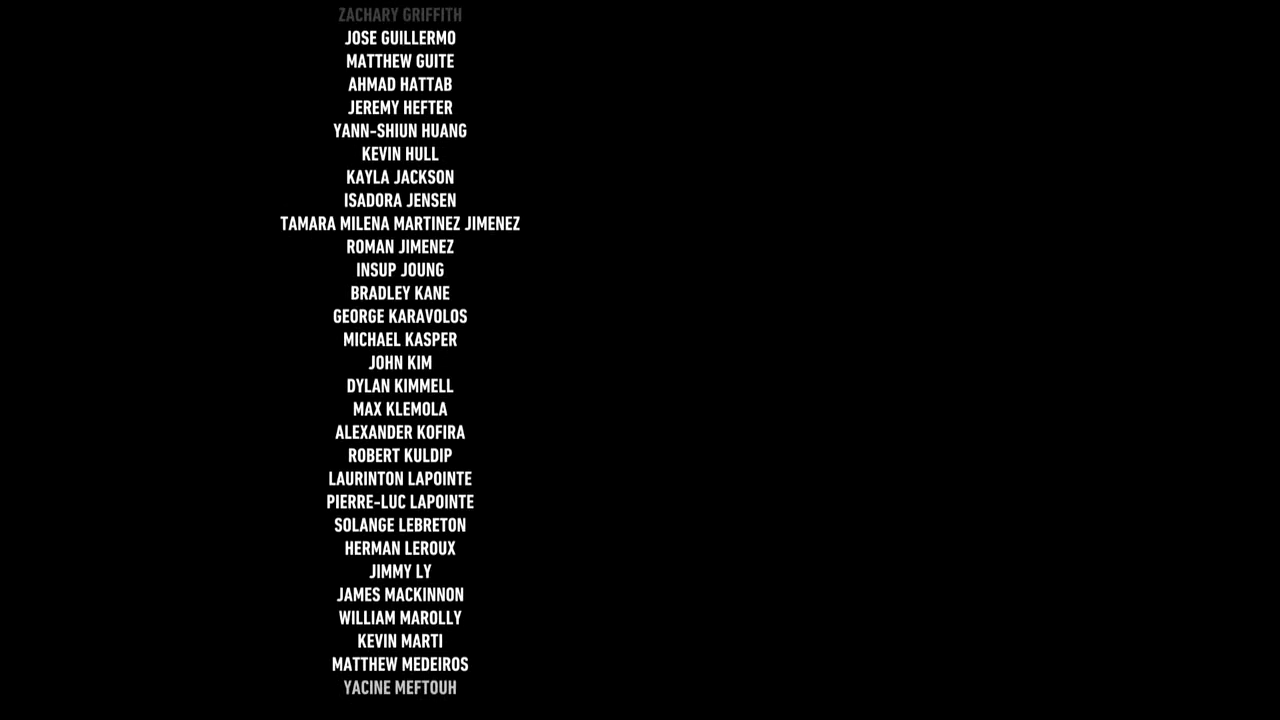 ZACHARY GRIFFITH
JOSE GUILLERMO
MATTHEW GUITE
AHMAD HATTAB
JEREMY HEFTER
YANN-SHIUN HUANG
KEVIN HULL
KAYLA JACKSON
ISADORA JENSEN
TAMARA MILENA MARTINEZ JIMENEZ
ROMAN JIMENEZ
INSUP JOUNG
BRADLEY KANE
GEORGE KARAVOLOS
MICHAEL KASPER
JOHN KIM
DYLAN KIMMELL
MAX KLEMOLA
ALEXANDER KOFIRA
ROBERT KULDIP
LAURINTON LAPOINTE
PIERRE-LUC LAPOINTE
SOLANGE LEBRETON
HERMAN LEROUX
JIMMY LY
JAMES MACKINNON
WILLIAM MAROLLY
KEVIN MARTI
MATTHEW MEDEIROS
YACINE MEFTOUH